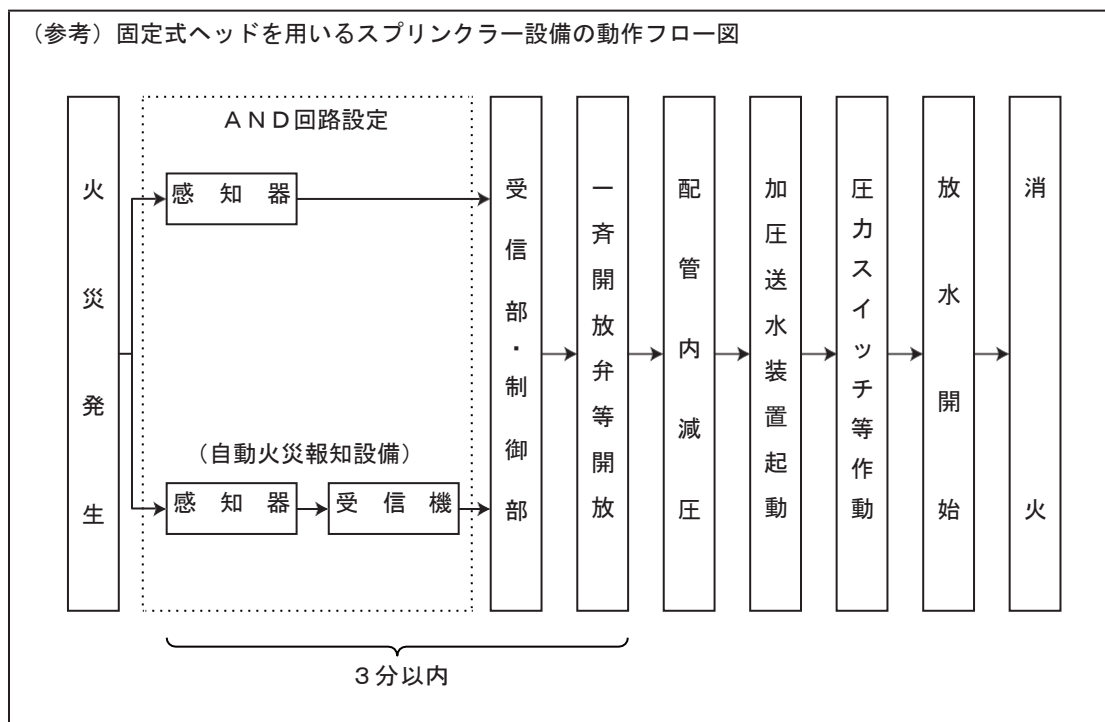 (参考)固定式ヘッドを用いるスプリンクラー設備の動作フロー図
火災発生
AND回路設定
感知器
(自動火災報知設備)
感知器
受信機
受信部・制御部
一斉開放弁等開放
配管内減圧
加圧送水装置起動
圧力スイッチ等作動
放水開始
消火
3分以内